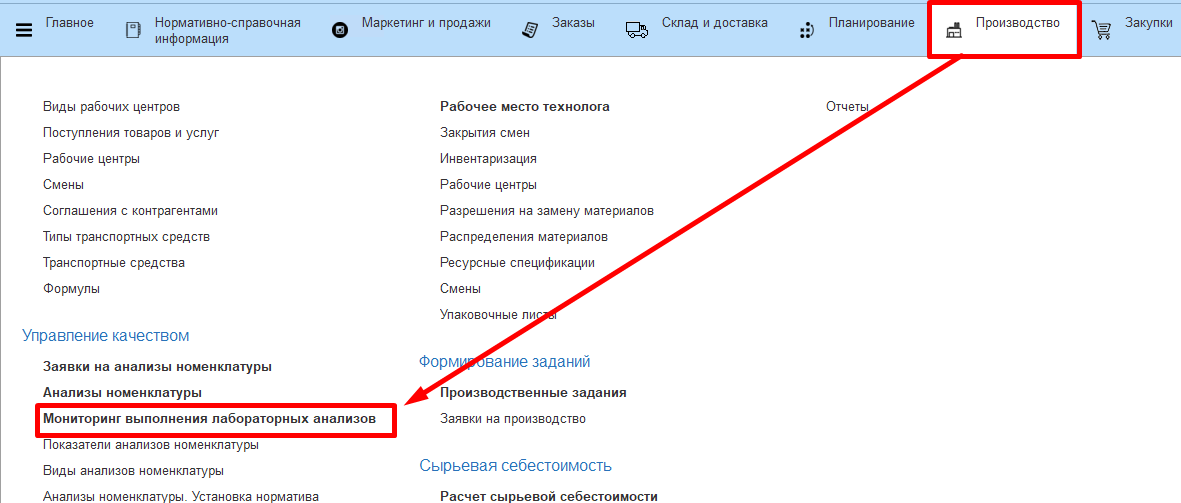 Главное
Нормативно-справочная
информация
Маркетинг и продажи
Заказы
Склад и доставка
Планирование
Производство
Закупки
Виды рабочих центров
Поступления товаров и услуг
Рабочие центры
Смены
Соглашения с контрагентами
Типы транспортных средств
Транспортные средства
Формулы
Управление качеством
Заявки на анализы номенклатуры
Анализы номенклатуры
Мониторинг выполнения лабораторных анализов
Показатели анализов номенклатуры
Виды анализов номенклатуры
Анализы номенклатуры. Установка норматива
Рабочее место технолога
Закрытия смен
Инвентаризация
Рабочие центры
Разрешения на замену материалов
Распределения материалов
Ресурсные спецификации
Смены
Упаковочные листы
Формирование заданий
Производственные задания
Заявки на производство
Сырьевая себестоимость
Расчет сырьевой себестоимости
Отчеты